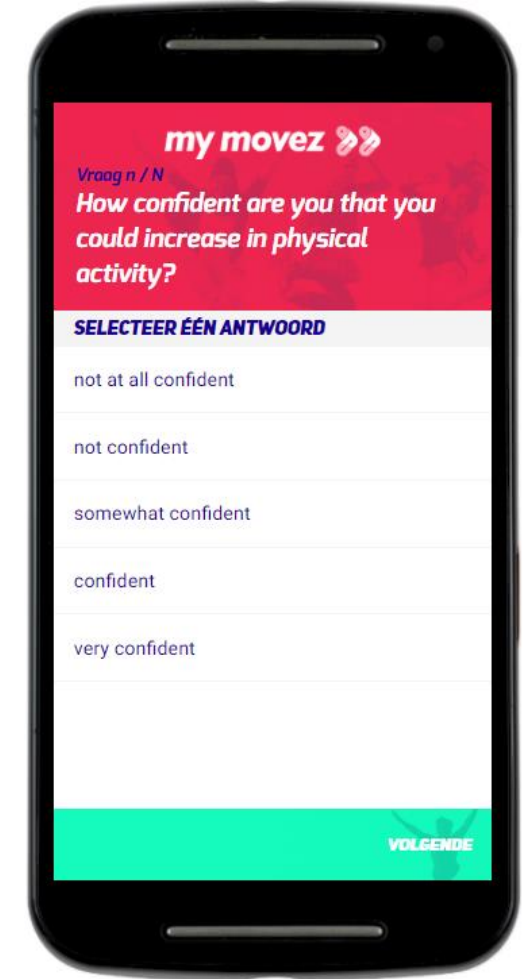 my movez
Vraag n / N
How confident are you that you
could increase in physical
activity?
SELECTEER ÉÉN ANTWOORD
not at all confident
not confident
somewhat confident
confident
very confident
VOLGENDE